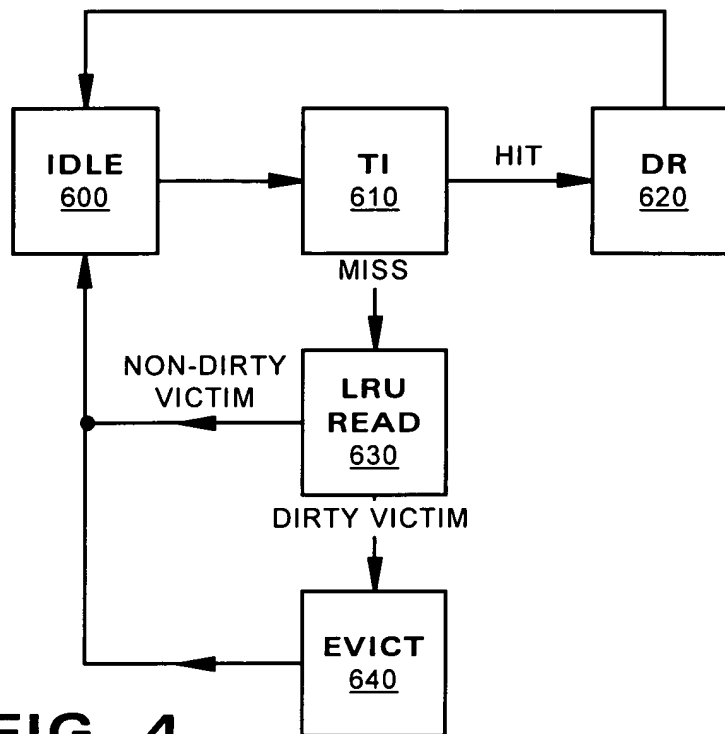 IDLE
600
TI
610
HIT
DR
620
MISS
NON-DIRTY
VICTIM
LRU
READ
630
DIRTY VICTIM
EVICT
640
FIG. 4